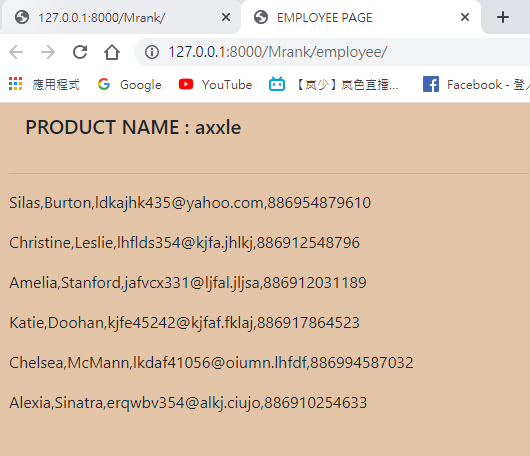 127.0.0.1:8000/Mrank/
EMPLOYEE PAGE
127.0.0.1:8000/Mrank/employee/
應用程式
Google
YouTube
【岚少】岚色直播...
Facebook - 登入
PRODUCT NAME : axxle
Silas,Burton,ldkajhk435@yahoo.com,886954879610
Christine,Leslie,lhflds354@kjfa.jhlkj,886912548796
Amelia,Stanford,jafvcx331@ljfal.jljsa,886912031189
Katie,Doohan,kjfe45242@kjfaf.fklaj,886917864523
Chelsea,McMann,lkdaf41056@oiumn.lhfdf,886994587032
Alexia,Sinatra,erqwbv354@alkj.ciujo,886910254633